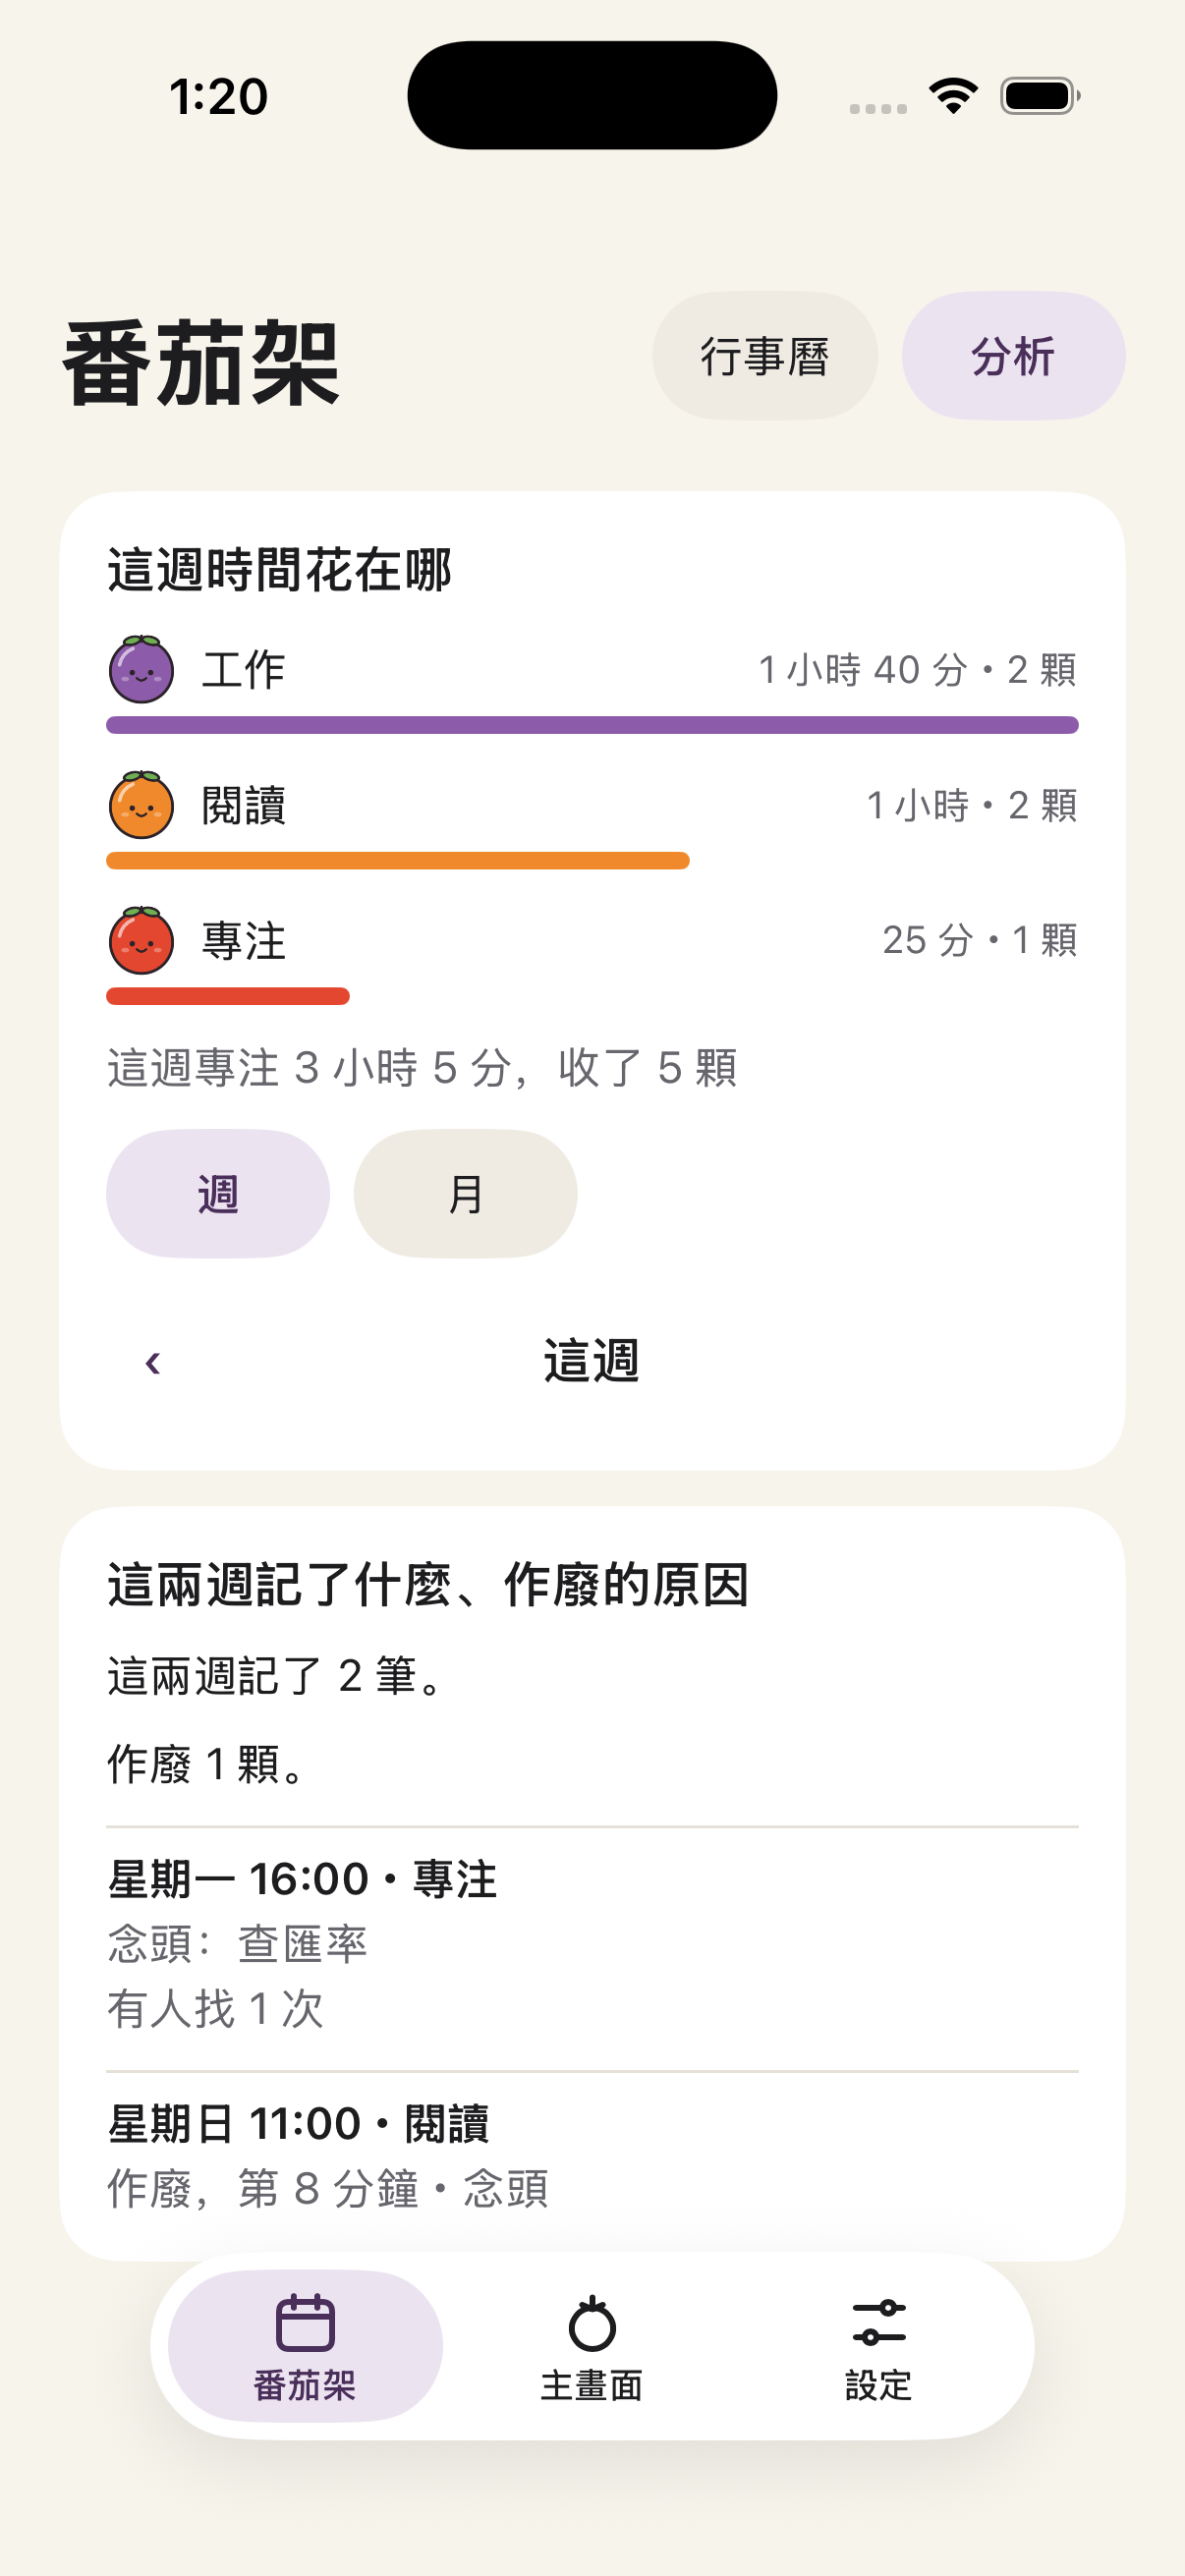 1:20
番茄架
行事曆
分析
這週時間花在哪
工作
1 小時 40 分・2 顆
閱讀
1 小時・2 顆
專注
25 分・1 顆
這週專注 3 小時 5 分，收了 5 顆
週
月
‹
這週
這兩週記了什麼、作廢的原因
這兩週記了 2 筆。
作廢 1 顆。
星期一 16:00・專注
念頭：查匯率
有人找 1 次
星期日 11:00・閱讀
作廢，第 8 分鐘・念頭
番茄架
主畫面
設定